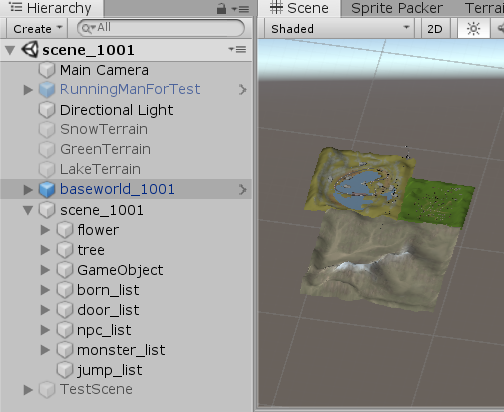 Hierarchy
Create
All
scene_1001
Main Camera
RunningManForTest
Directional Light
SnowTerrain
GreenTerrain
LakeTerrain
baseworld_1001
scene_1001
flower
tree
GameObject
born_list
door_list
npc_list
monster_list
jump_list
TestScene
Scene
Sprite Packer
Terrai
Shaded
2D